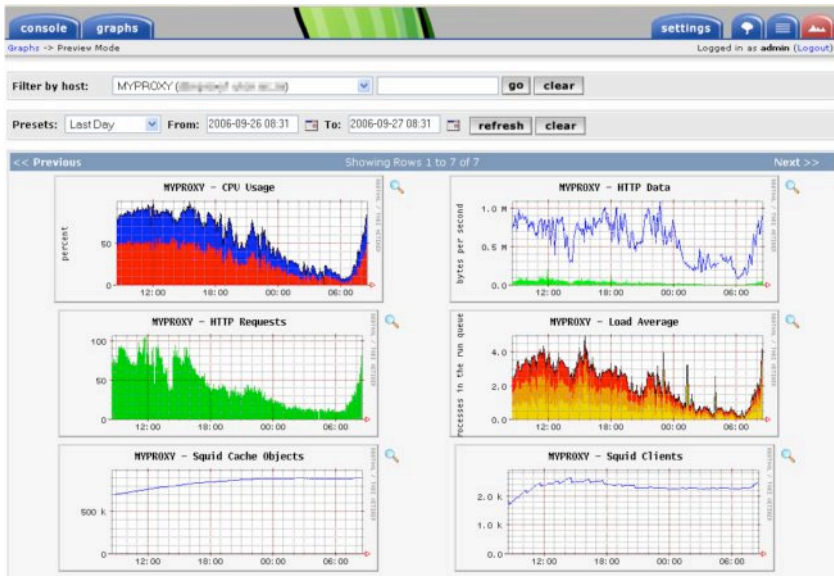 console graphs settings
Graphs -> Preview Mode Logged in as admin (Logout)
Filter by host: MYPROXY ( go clear
Presets: Last Day From: 2006-09-26 08:31 To: 2006-09-27 08:31 refresh clear
<< Previous Showing Rows 1 to 7 of 7 Next >>
MYPROXY - CPU Usage
percent
50
0
12:00 18:00 00:00 06:00
MYPROXY - HTTP Data
bytes per second
1.0 M
0.5 M
0.0
12:00 18:00 00:00 06:00
MYPROXY - HTTP Requests
100
50
0
12:00 18:00 00:00 06:00
MYPROXY - Load Average
rocesses in the run queue
4.0
2.0
0.0
12:00 18:00 00:00 06:00
MYPROXY - Squid Cache Objects
500 k
0
12:00 18:00 00:00 06:00
MYPROXY - Squid Clients
2.0 k
1.0 k
0.0
12:00 18:00 00:00 06:00